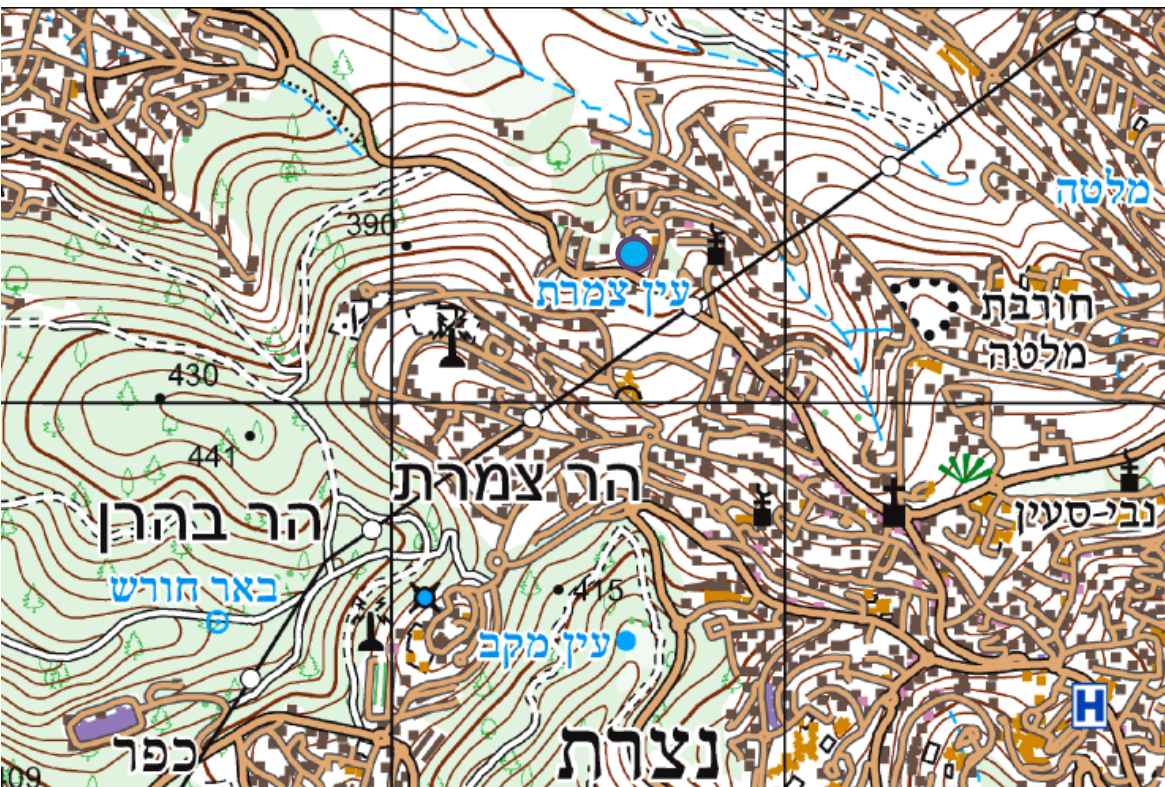 מלטה
390
עין צמרת
חורבת
מלטה
430
441
הר צמרת
הר בהרן
נבי-סעין
באר חורש
415
עין מקב
H
נצרת
כפר
09